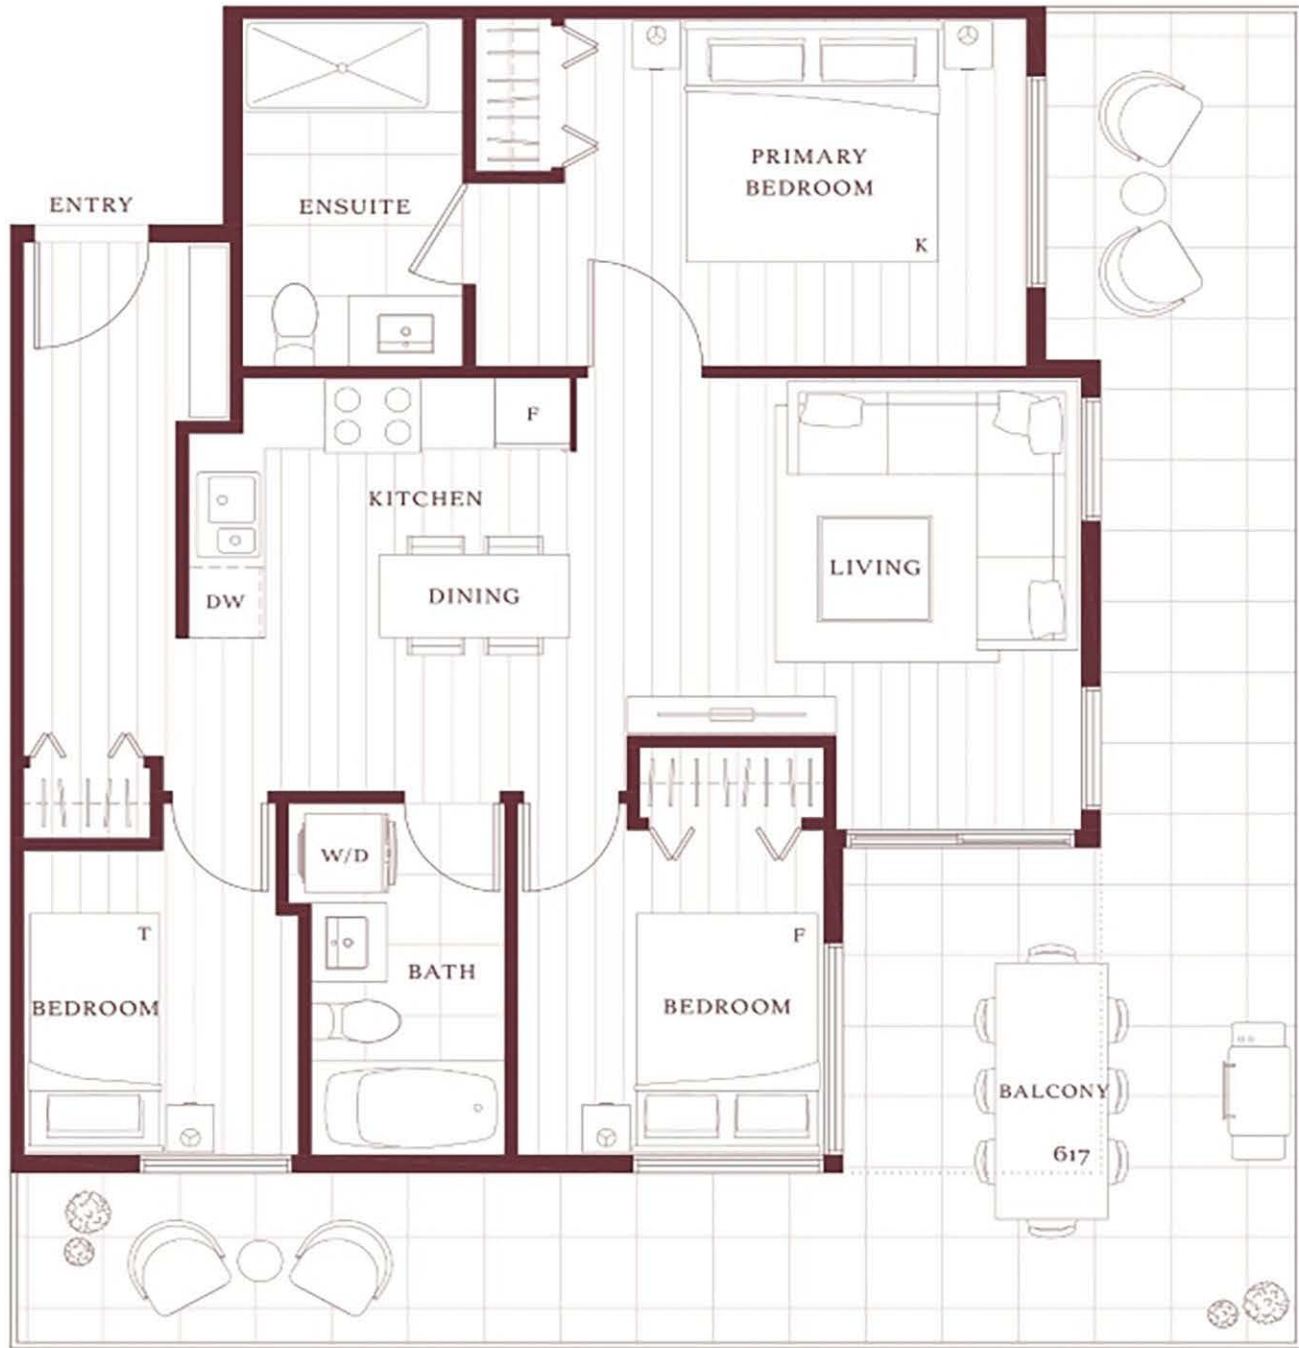 PRIMARY
BEDROOM
ENTRY
ENSUITE
K
F
KITCHEN
LIVING
DINING
DW
W/D
T
F
BATH
BEDROOM
BEDROOM
BALCONY
617